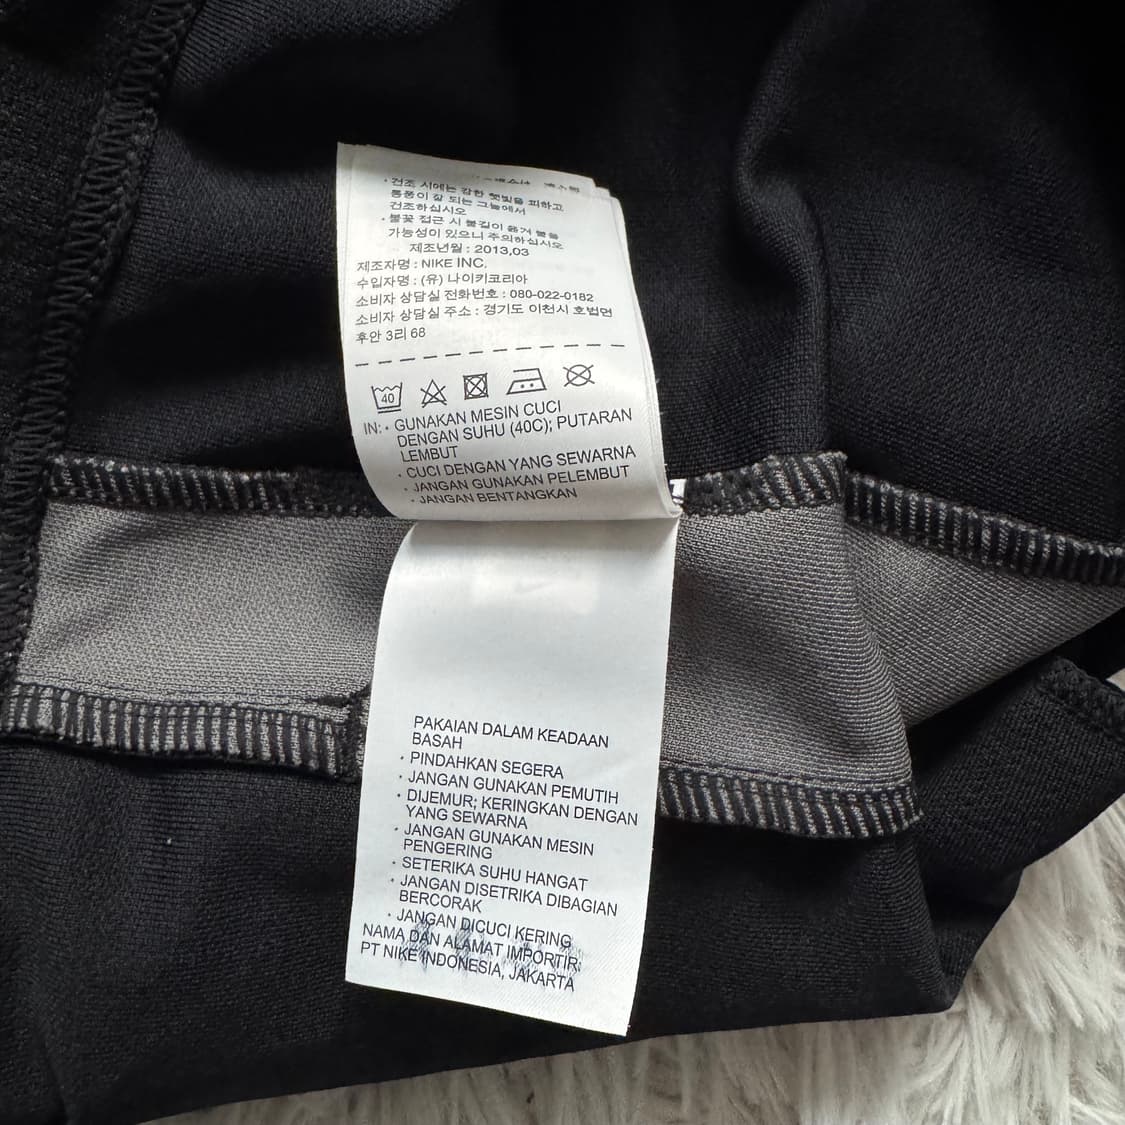 · 건조 시에는 강한 햇빛을 피하고
통풍이 잘 되는 그늘에서
건조하십시오
· 불꽃 접근 시 불길이 옮겨 붙을
가능성이 있으니 주의하십시오
제조년월 : 2013,03
제조자명 : NIKE INC.
수입자명 : (유) 나이키코리아
소비자 상담실 전화번호 : 080-022-0182
소비자 상담실 주소 : 경기도 이천시 호법면
후안 3리 68
40
IN: · GUNAKAN MESIN CUCI
DENGAN SUHU (40C); PUTARAN
LEMBUT
· CUCI DENGAN YANG SEWARNA
· JANGAN GUNAKAN PELEMBUT
· JANGAN BENTANGKAN
PAKAIAN DALAM KEADAAN
BASAH
· PINDAHKAN SEGERA
· JANGAN GUNAKAN PEMUTIH
· DIJEMUR; KERINGKAN DENGAN
YANG SEWARNA
· JANGAN GUNAKAN MESIN
PENGERING
· SETERIKA SUHU HANGAT
· JANGAN DISETRIKA DIBAGIAN
BERCORAK
· JANGAN DICUCI KERING
NAMA DAN ALAMAT IMPORTIR:
PT NIKE INDONESIA, JAKARTA